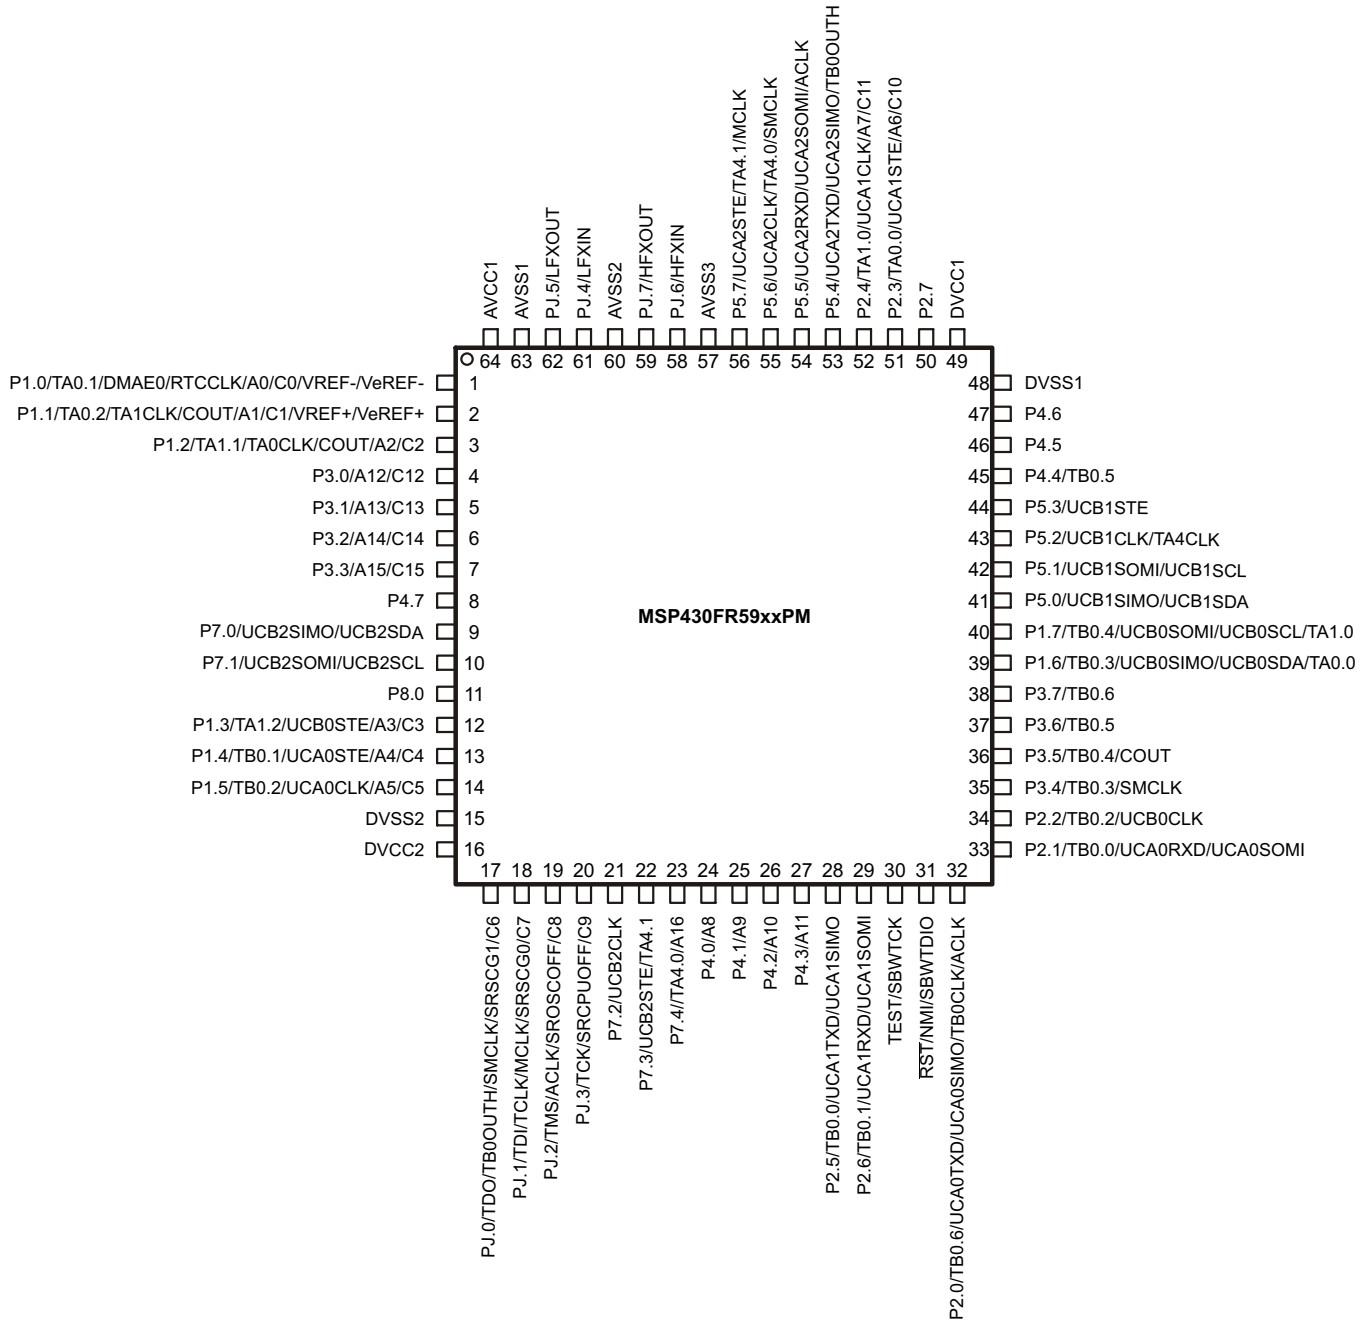 P5.7/UCA2STE/TA4.1/MCLK
P5.6/UCA2CLK/TA4.0/SMCLK
P5.5/UCA2RXD/UCA2SOMI/ACLK
P5.4/UCA2TXD/UCA2SIMO/TB0OUTH
P2.4/TA1.0/UCA1CLK/A7/C11
P2.3/TA0.0/UCA1STE/A6/C10
AVCC1
AVSS1
PJ.5/LFXOUT
PJ.4/LFXIN
AVSS2
PJ.7/HFXOUT
PJ.6/HFXIN
AVSS3
P2.7
DVCC1
64 63 62 61 60 59 58 57 56 55 54 53 52 51 50 49
P1.0/TA0.1/DMAE0/RTCCLK/A0/C0/VREF-/VeREF- 1
48 DVSS1
P1.1/TA0.2/TA1CLK/COUT/A1/C1/VREF+/VeREF+ 2
47 P4.6
P1.2/TA1.1/TA0CLK/COUT/A2/C2 3
46 P4.5
P3.0/A12/C12 4
45 P4.4/TB0.5
P3.1/A13/C13 5
44 P5.3/UCB1STE
P3.2/A14/C14 6
43 P5.2/UCB1CLK/TA4CLK
P3.3/A15/C15 7
42 P5.1/UCB1SOMI/UCB1SCL
P4.7 8
41 P5.0/UCB1SIMO/UCB1SDA
MSP430FR59xxPM
P7.0/UCB2SIMO/UCB2SDA 9
40 P1.7/TB0.4/UCB0SOMI/UCB0SCL/TA1.0
P7.1/UCB2SOMI/UCB2SCL 10
39 P1.6/TB0.3/UCB0SIMO/UCB0SDA/TA0.0
P8.0 11
38 P3.7/TB0.6
P1.3/TA1.2/UCB0STE/A3/C3 12
37 P3.6/TB0.5
P1.4/TB0.1/UCA0STE/A4/C4 13
36 P3.5/TB0.4/COUT
P1.5/TB0.2/UCA0CLK/A5/C5 14
35 P3.4/TB0.3/SMCLK
DVSS2 15
34 P2.2/TB0.2/UCB0CLK
DVCC2 16
33 P2.1/TB0.0/UCA0RXD/UCA0SOMI
17 18 19 20 21 22 23 24 25 26 27 28 29 30 31 32
PJ.0/TDO/TB0OUTH/SMCLK/SRSCG1/C6
PJ.1/TDI/TCLK/MCLK/SRSCG0/C7
PJ.2/TMS/ACLK/SROSCOFF/C8
PJ.3/TCK/SRCPUOFF/C9
P7.2/UCB2CLK
P7.3/UCB2STE/TA4.1
P7.4//TA4.0/A16
P4.0/A8
P4.1/A9
P4.2/A10
P4.3/A11
P2.5/TB0.0/UCA1TXD/UCA1SIMO
P2.6/TB0.1/UCA1RXD/UCA1SOMI
TEST/SBWTCK
RST/NMI/SBWTDIO
P2.0/TB0.6/UCA0TXD/UCA0SIMO/TB0CLK/ACLK